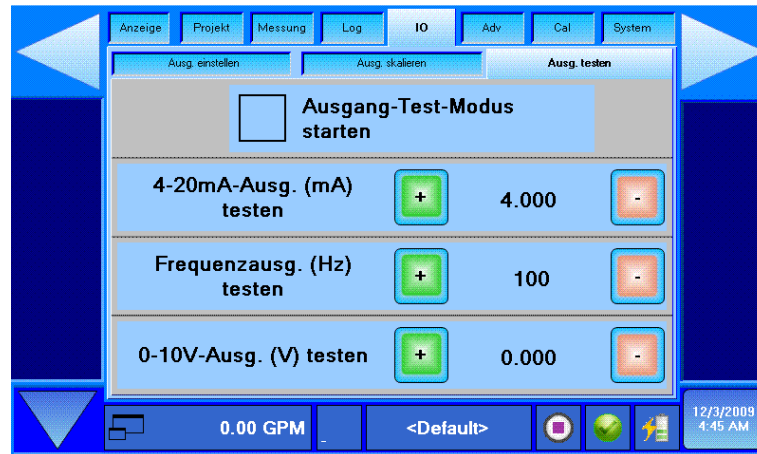 Anzeige Projekt Messung Log IO Adv Cal System
Ausg. einstellen Ausg. skalieren Ausg. testen
Ausgang-Test-Modus
starten
4-20mA-Ausg. (mA)
testen
+ 4.000 -
Frequenzausg. (Hz)
testen
+ 100 -
0-10V-Ausg. (V) testen + 0.000 -
0.00 GPM _ <Default>
12/3/2009
4:45 AM